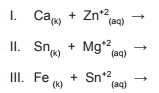 I. Ca(k) + Zn+2(aq) →
II. Sn(k) + Mg+2(aq) →
III. Fe (k) + Sn+2(aq) →